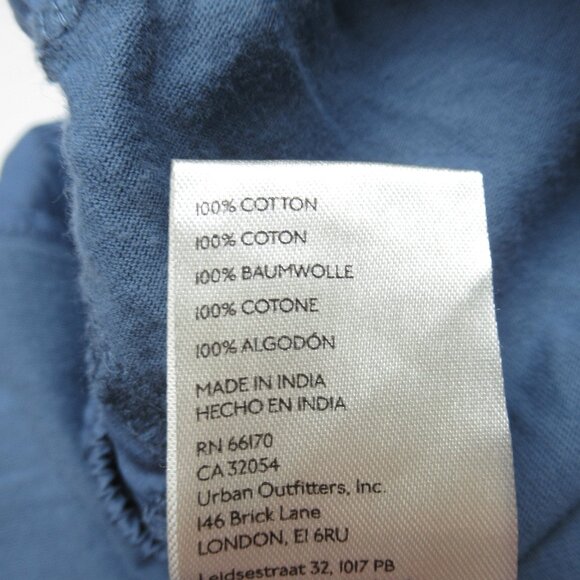 100% COTTON
100% COTON
100% BAUMWOLLE
100% COTONE
100% ALGODÓN
MADE IN INDIA
HECHO EN INDIA
RN 66170
CA 32054
Urban Outfitters, Inc.
146 Brick Lane
LONDON, E1 6RU
Leidsestraat 32, 1017 PB